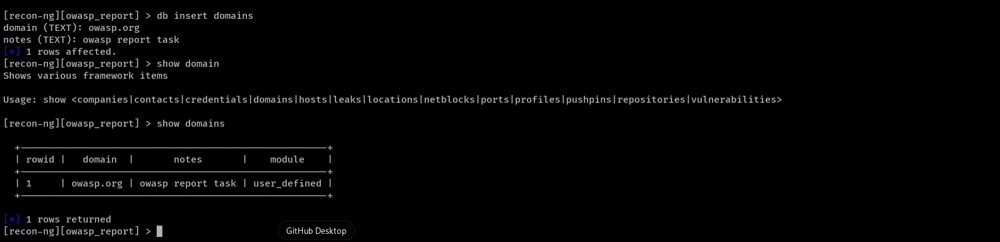 [recon-ng][owasp_report] > db insert domains
domain (TEXT): owasp.org
notes (TEXT): owasp report task
[*] 1 rows affected.
[recon-ng][owasp_report] > show domain
Shows various framework items
Usage: show <companies|contacts|credentials|domains|hosts|leaks|locations|netblocks|ports|profiles|pushpins|repositories|vulnerabilities>
[recon-ng][owasp_report] > show domains
+------------------------------------------------------+
| rowid |   domain  |       notes       |    module    |
+------------------------------------------------------+
| 1     | owasp.org | owasp report task | user_defined |
+------------------------------------------------------+
[*] 1 rows returned
[recon-ng][owasp_report] >
GitHub Desktop